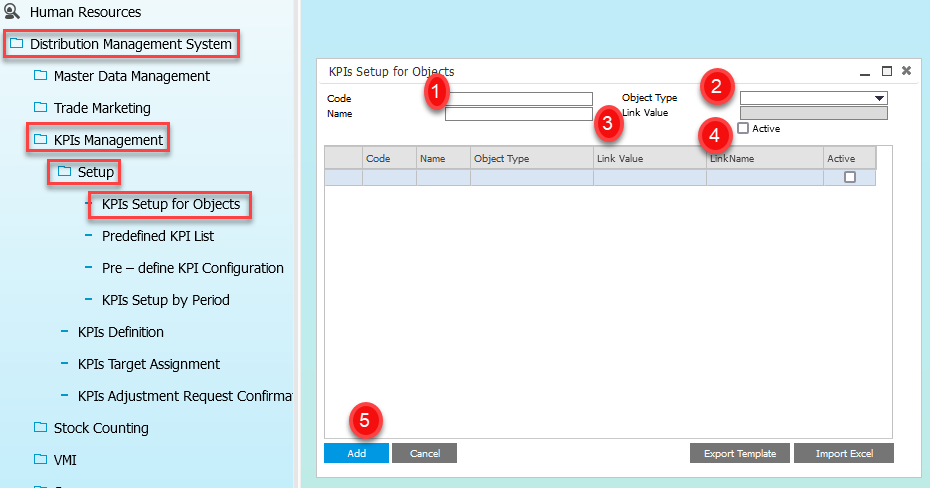 Human Resources
Distribution Management System
Master Data Management
Trade Marketing
KPIs Management
Setup
KPIs Setup for Objects
Predefined KPI List
Pre – define KPI Configuration
KPIs Setup by Period
KPIs Definition
KPIs Target Assignment
KPIs Adjustment Request Confirma
Stock Counting
VMI
KPIs Setup for Objects
1
2
Code
Object Type
Name
3
Link Value
4
Active
Code Name Object Type Link Value LinkName Active
5
Add Cancel Export Template Import Excel